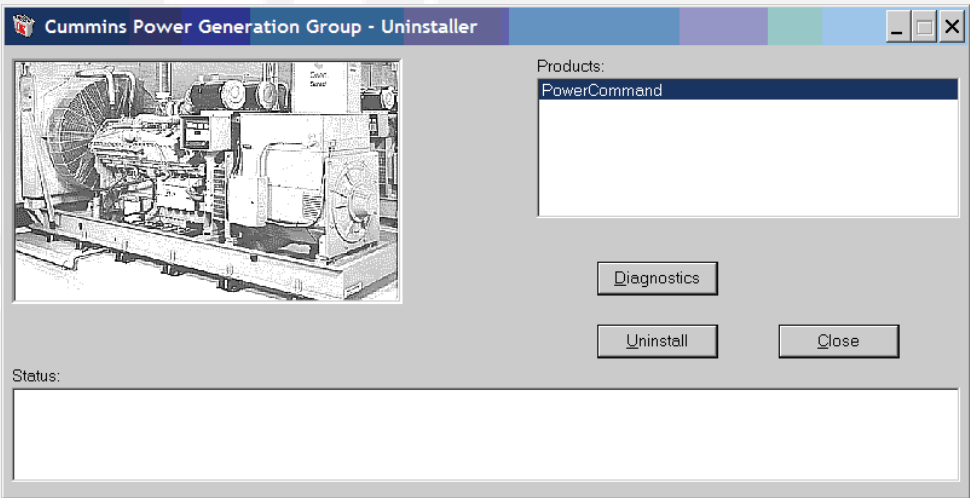 Cummins Power Generation Group - Uninstaller
Products:
PowerCommand
Diagnostics
Uninstall
Close
Status: